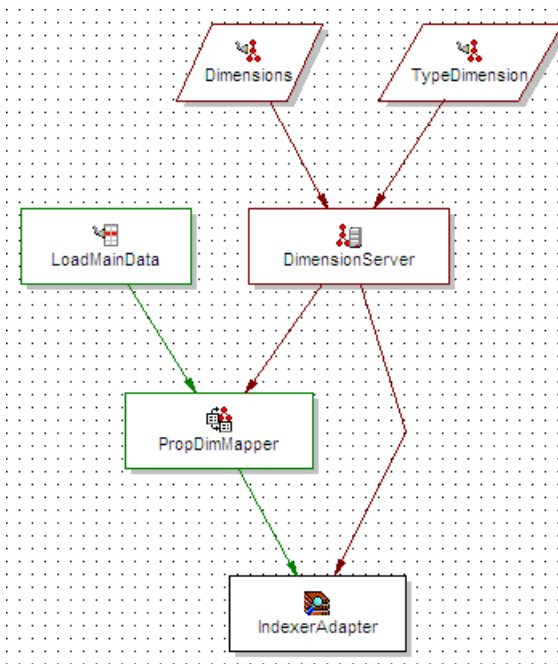 Dimensions
TypeDimension
LoadMainData
DimensionServer
PropDimMapper
IndexerAdapter